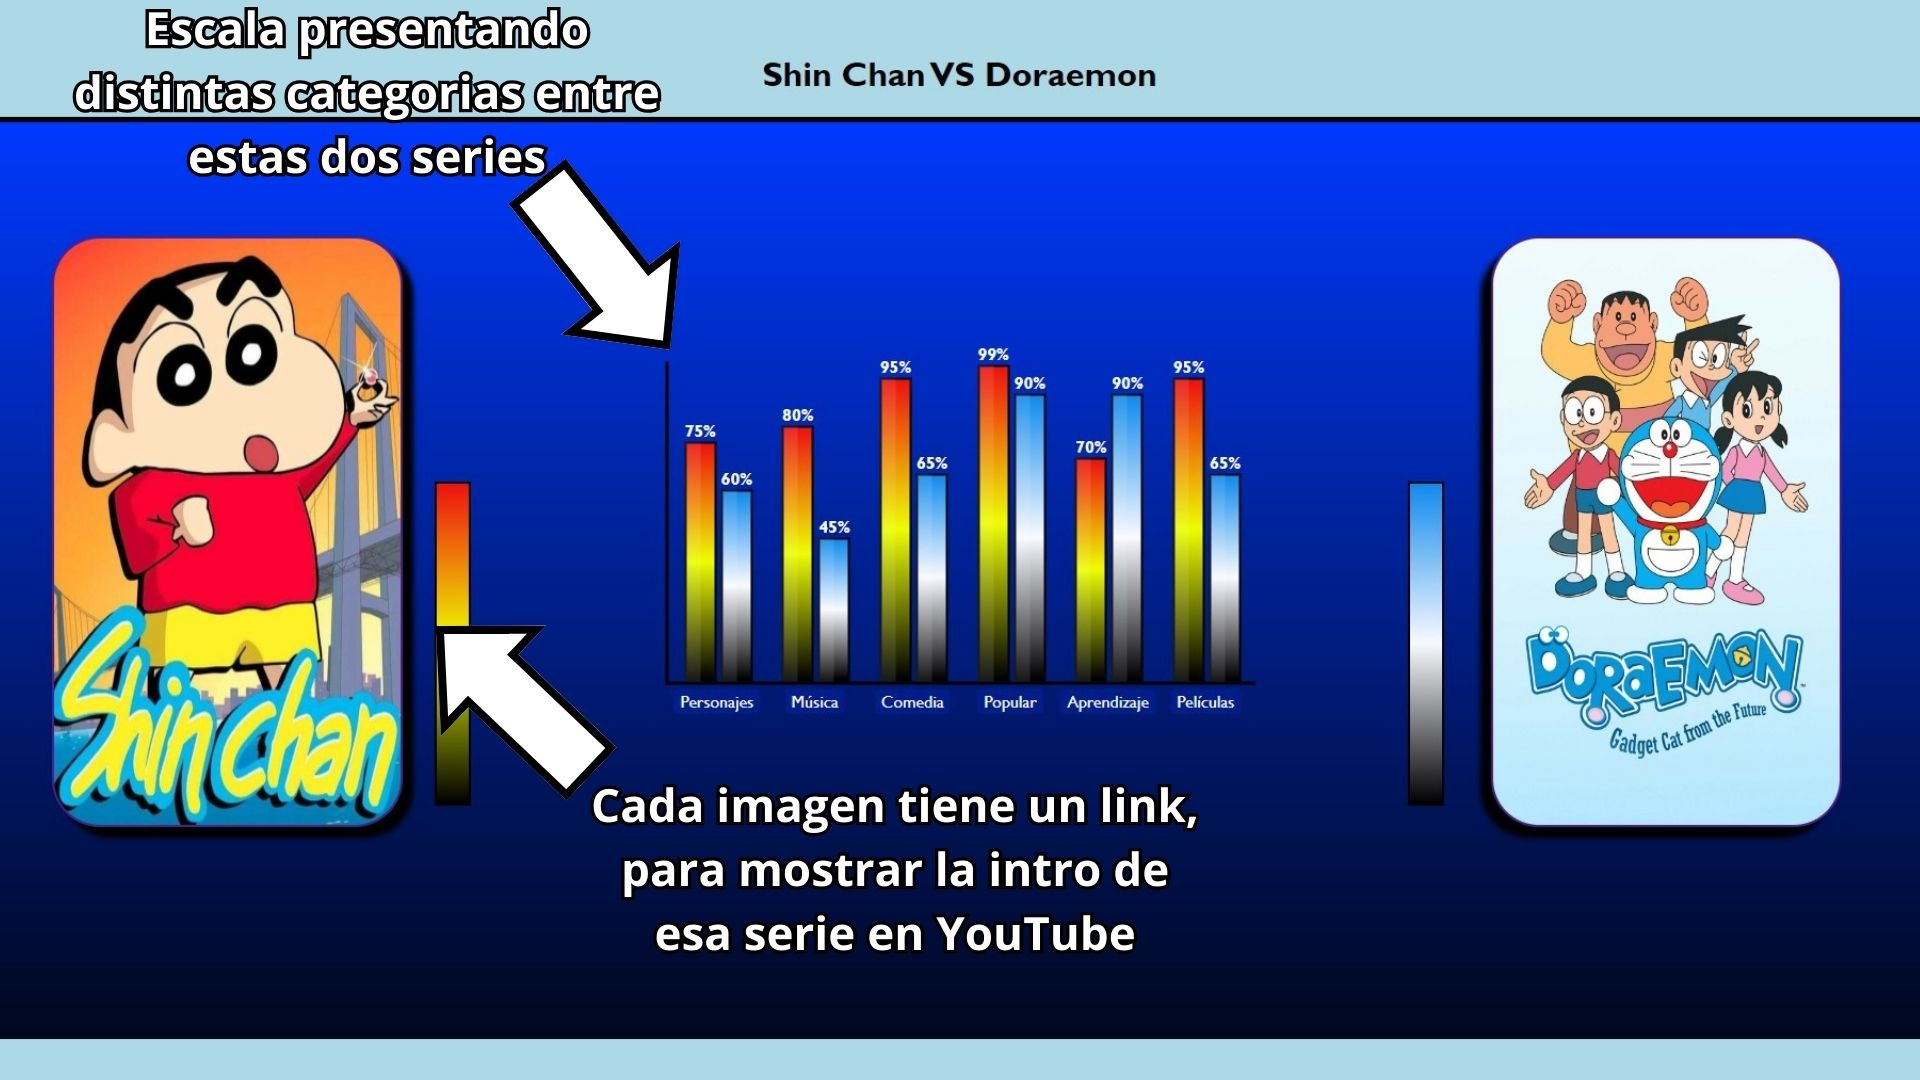 Escala presentando
distintas categorias entre
estas dos series
Shin Chan VS Doraemon
Shin chan
75%
60%
80%
45%
95%
65%
99%
90%
70%
90%
95%
65%
Personajes
Música
Comedia
Popular
Aprendizaje
Películas
DORAEMON
Gadget Cat from the Future
Cada imagen tiene un link,
para mostrar la intro de
esa serie en YouTube